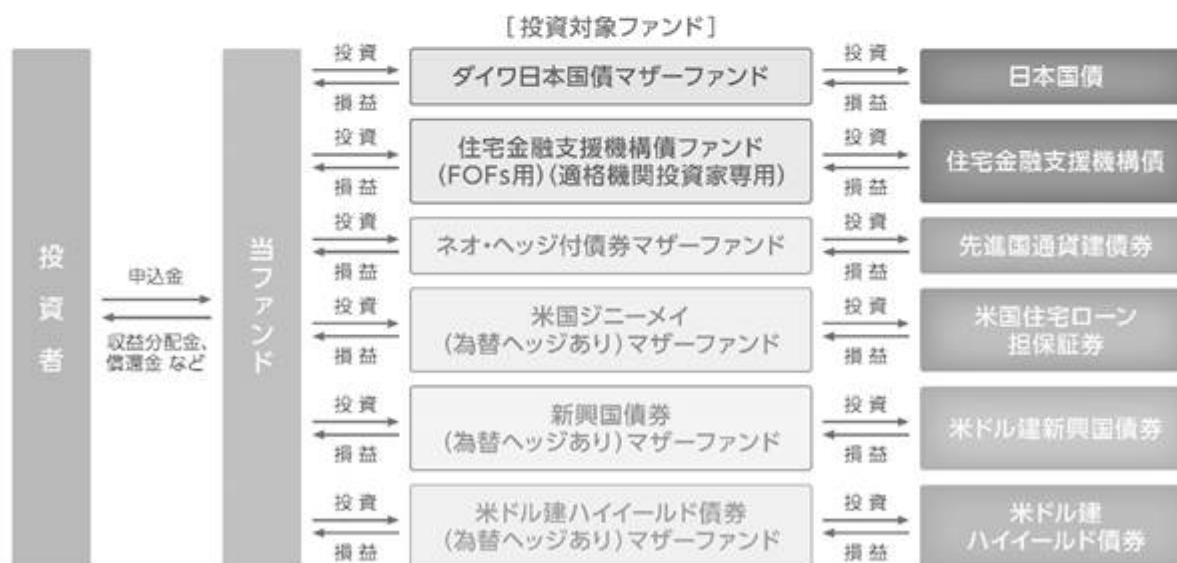 [投資対象ファンド]
投資者
申込金
収益分配金、
償還金 など
当ファンド
投資
損益
ダイワ日本国債マザーファンド
投資
損益
日本国債
投資
損益
住宅金融支援機構債ファンド
(FOFs用)(適格機関投資家専用)
投資
損益
住宅金融支援機構債
投資
損益
ネオ・ヘッジ付債券マザーファンド
投資
損益
先進国通貨建債券
投資
損益
米国ジニーメイ
(為替ヘッジあり)マザーファンド
投資
損益
米国住宅ローン
担保証券
投資
損益
新興国債券
(為替ヘッジあり)マザーファンド
投資
損益
米ドル建新興国債券
投資
損益
米ドル建ハイイールド債券
(為替ヘッジあり)マザーファンド
投資
損益
米ドル建
ハイイールド債券